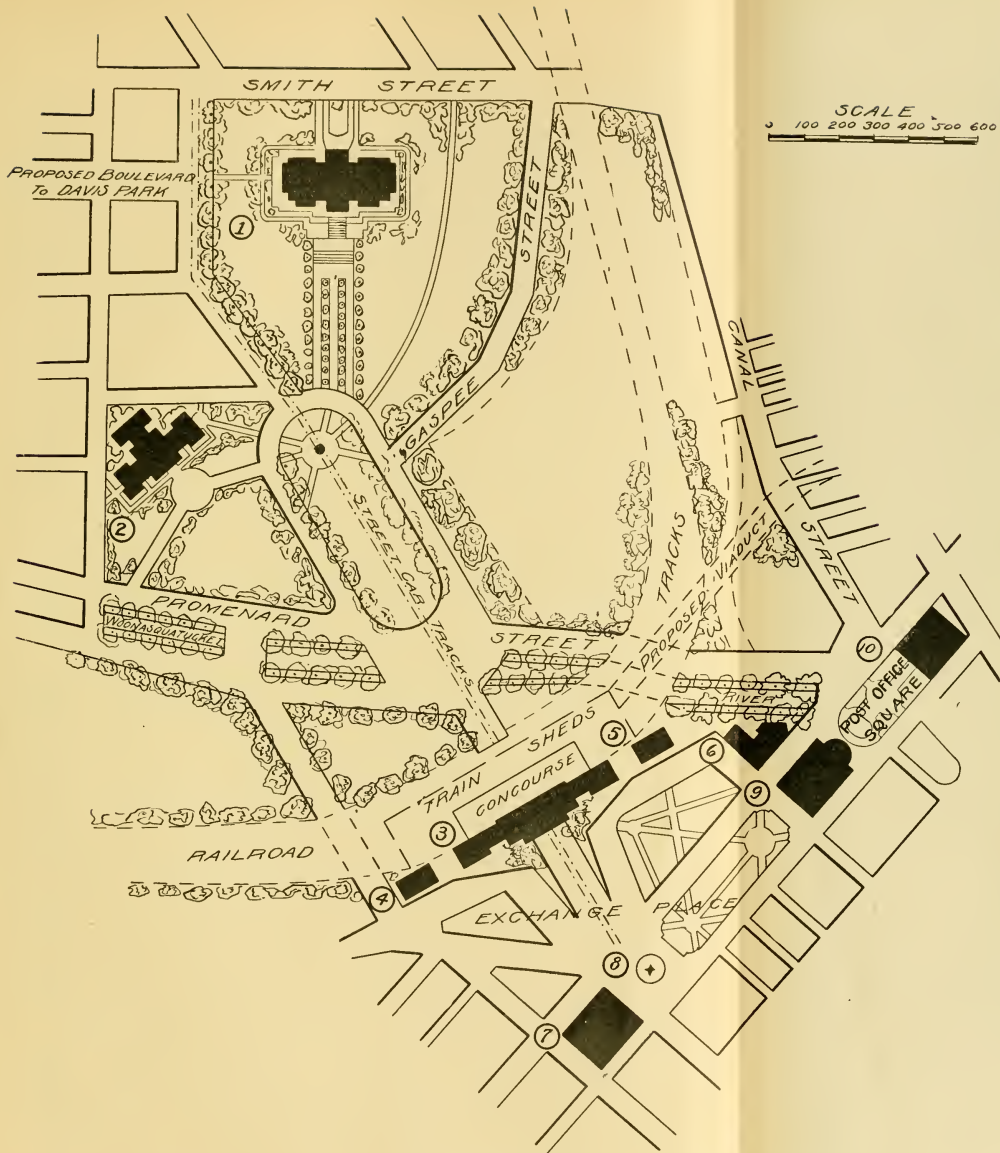 SMITH STREET
SCALE
0 100 200 300 400 500 600
PROPOSED BOULEVARD
TO DAVIS PARK
1
STREET
GASPEE
CANAL
STREET
2
STREET CAR TRACKS
TRACKS
PROPOSED VIADUCT
PROMENARD STREET
WOONASQUATUCKET
RIVER
10
POST OFFICE
SQUARE
TRAIN SHEDS
5
6
CONCOURSE
9
3
RAILROAD
4
EXCHANGE PLACE
8
7